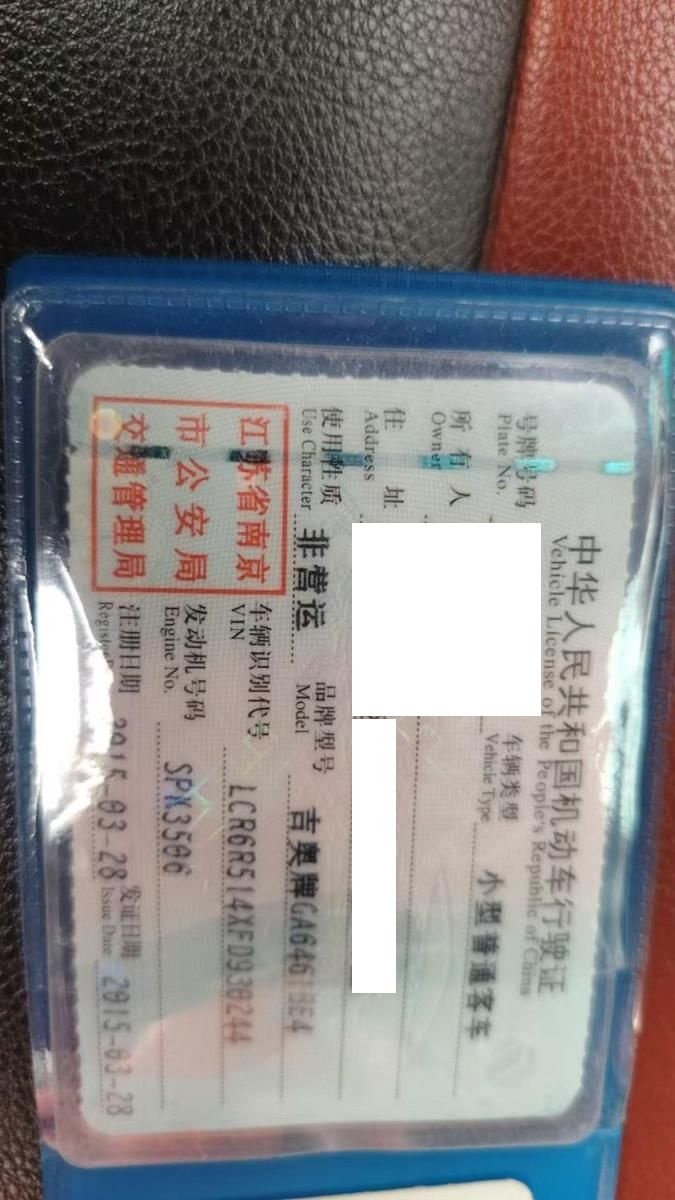 中华人民共和国机动车行驶证
Vehicle License of the People's Republic of China
号牌号码
Plate No.
车辆类型
Vehicle Type
小型普通客车
所有人
Owner
住址
Address
使用性质
Use Character
非营运
品牌型号
Model
吉奥牌GA6461BE4
江苏省南京
市公安局
交通管理局
车辆识别代号
VIN
LCR6R514XFD930244
发动机号码
Engine No.
SPK3506
注册日期
2015-03-28
发证日期
Issue Date
2015-03-28